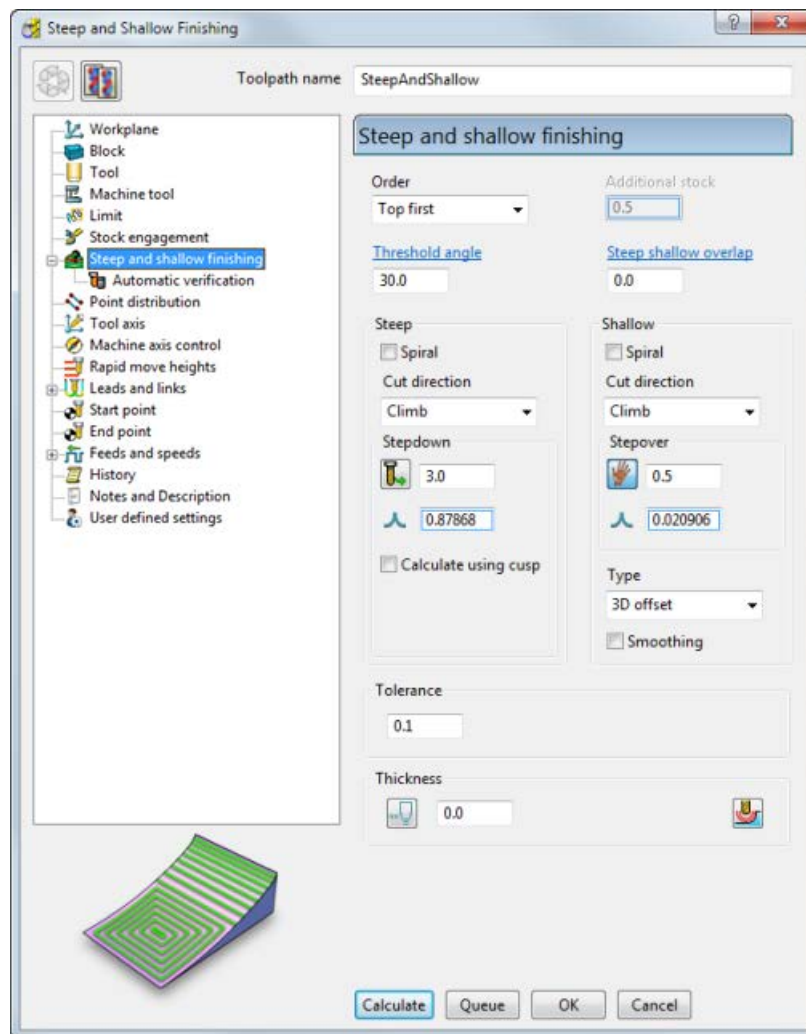 Steep and Shallow Finishing
Toolpath name SteepAndShallow
Workplane
Block
Tool
Machine tool
Limit
Stock engagement
Steep and shallow finishing
Automatic verification
Point distribution
Tool axis
Machine axis control
Rapid move heights
Leads and links
Start point
End point
Feeds and speeds
History
Notes and Description
User defined settings
Steep and shallow finishing
Order Additional stock
Top first 0.5
Threshold angle Steep shallow overlap
30.0 0.0
Steep
Spiral
Cut direction
Climb
Stepdown
3.0
0.87868
Calculate using cusp
Shallow
Spiral
Cut direction
Climb
Stepover
0.5
0.020906
Type
3D offset
Smoothing
Tolerance
0.1
Thickness
0.0
Calculate Queue OK Cancel